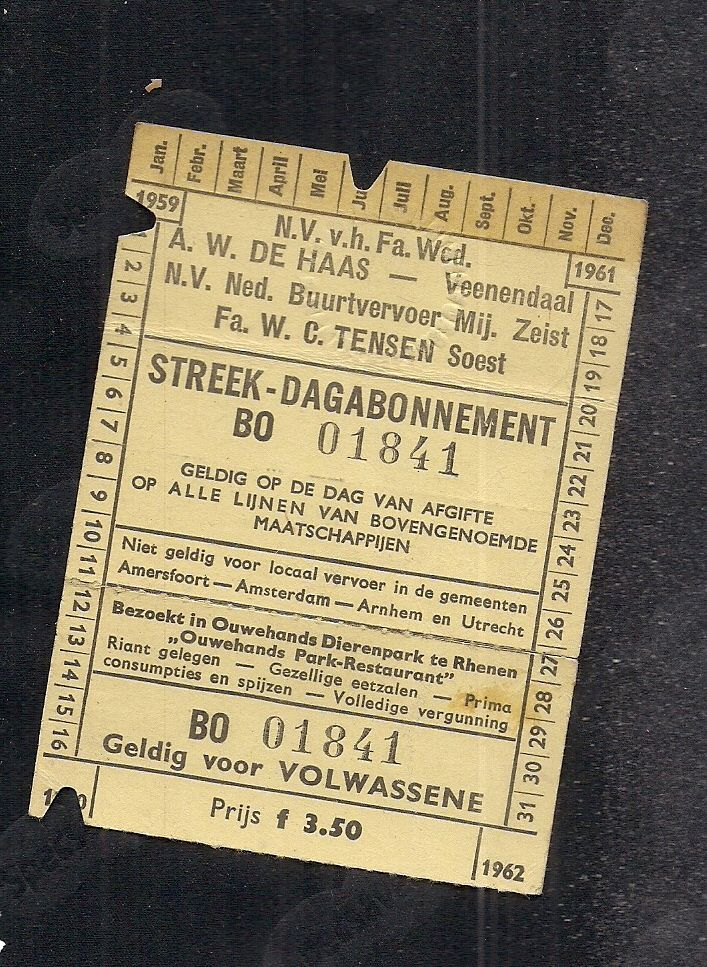 Jan. Febr. Maart April Mei Ju Juli Aug. Sept. Okt. Nov. Dec.
1959
N.V. v.h. Fa. Wed.
A. W. DE HAAS — Veenendaal
1961
N.V. Ned. Buurtvervoer Mij. Zeist
Fa. W. C. TENSEN Soest
STREEK-DAGABONNEMENT
BO 01841
GELDIG OP DE DAG VAN AFGIFTE
OP ALLE LIJNEN VAN BOVENGENOEMDE
MAATSCHAPPIJEN
Niet geldig voor locaal vervoer in de gemeenten
Amersfoort — Amsterdam — Arnhem en Utrecht
Bezoekt in Ouwehands Dierenpark te Rhenen
„Ouwehands Park-Restaurant"
Riant gelegen — Gezellige eetzalen — Prima
consumpties en spijzen — Volledige vergunning
BO 01841
Geldig voor VOLWASSENE
Prijs f 3.50
1962
1 2 3 4 5 6 7 8 9 10 11 12 13 14 15 16
17 18 19 20 21 22 23 24 25 26 27 28 29 30 31